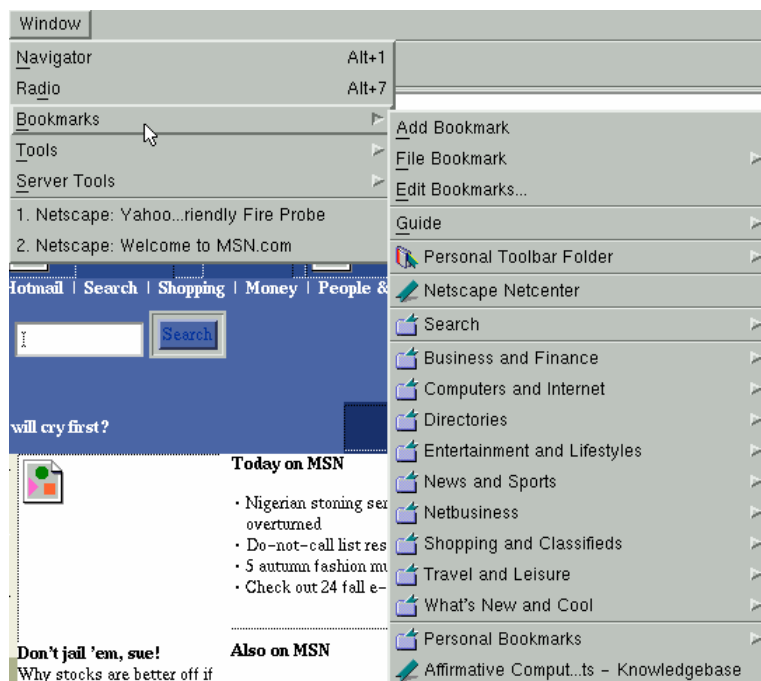 Window
Navigator Alt+1
Radio Alt+7
Bookmarks
Tools
Server Tools
1. Netscape: Yahoo...riendly Fire Probe
2. Netscape: Welcome to MSN.com
Add Bookmark
File Bookmark
Edit Bookmarks...
Guide
Personal Toolbar Folder
Netscape Netcenter
Search
Business and Finance
Computers and Internet
Directories
Entertainment and Lifestyles
News and Sports
Netbusiness
Shopping and Classifieds
Travel and Leisure
What's New and Cool
Personal Bookmarks
Affirmative Comput...ts - Knowledgebase
Hotmail | Search | Shopping | Money | People &
Search
will cry first?
Today on MSN
· Nigerian stoning
overturned
· Do-not-call list
· 5 autumn fashion
· Check out 24 fall
Don't jail 'em, sue!
Why stocks are better off if
Also on MSN